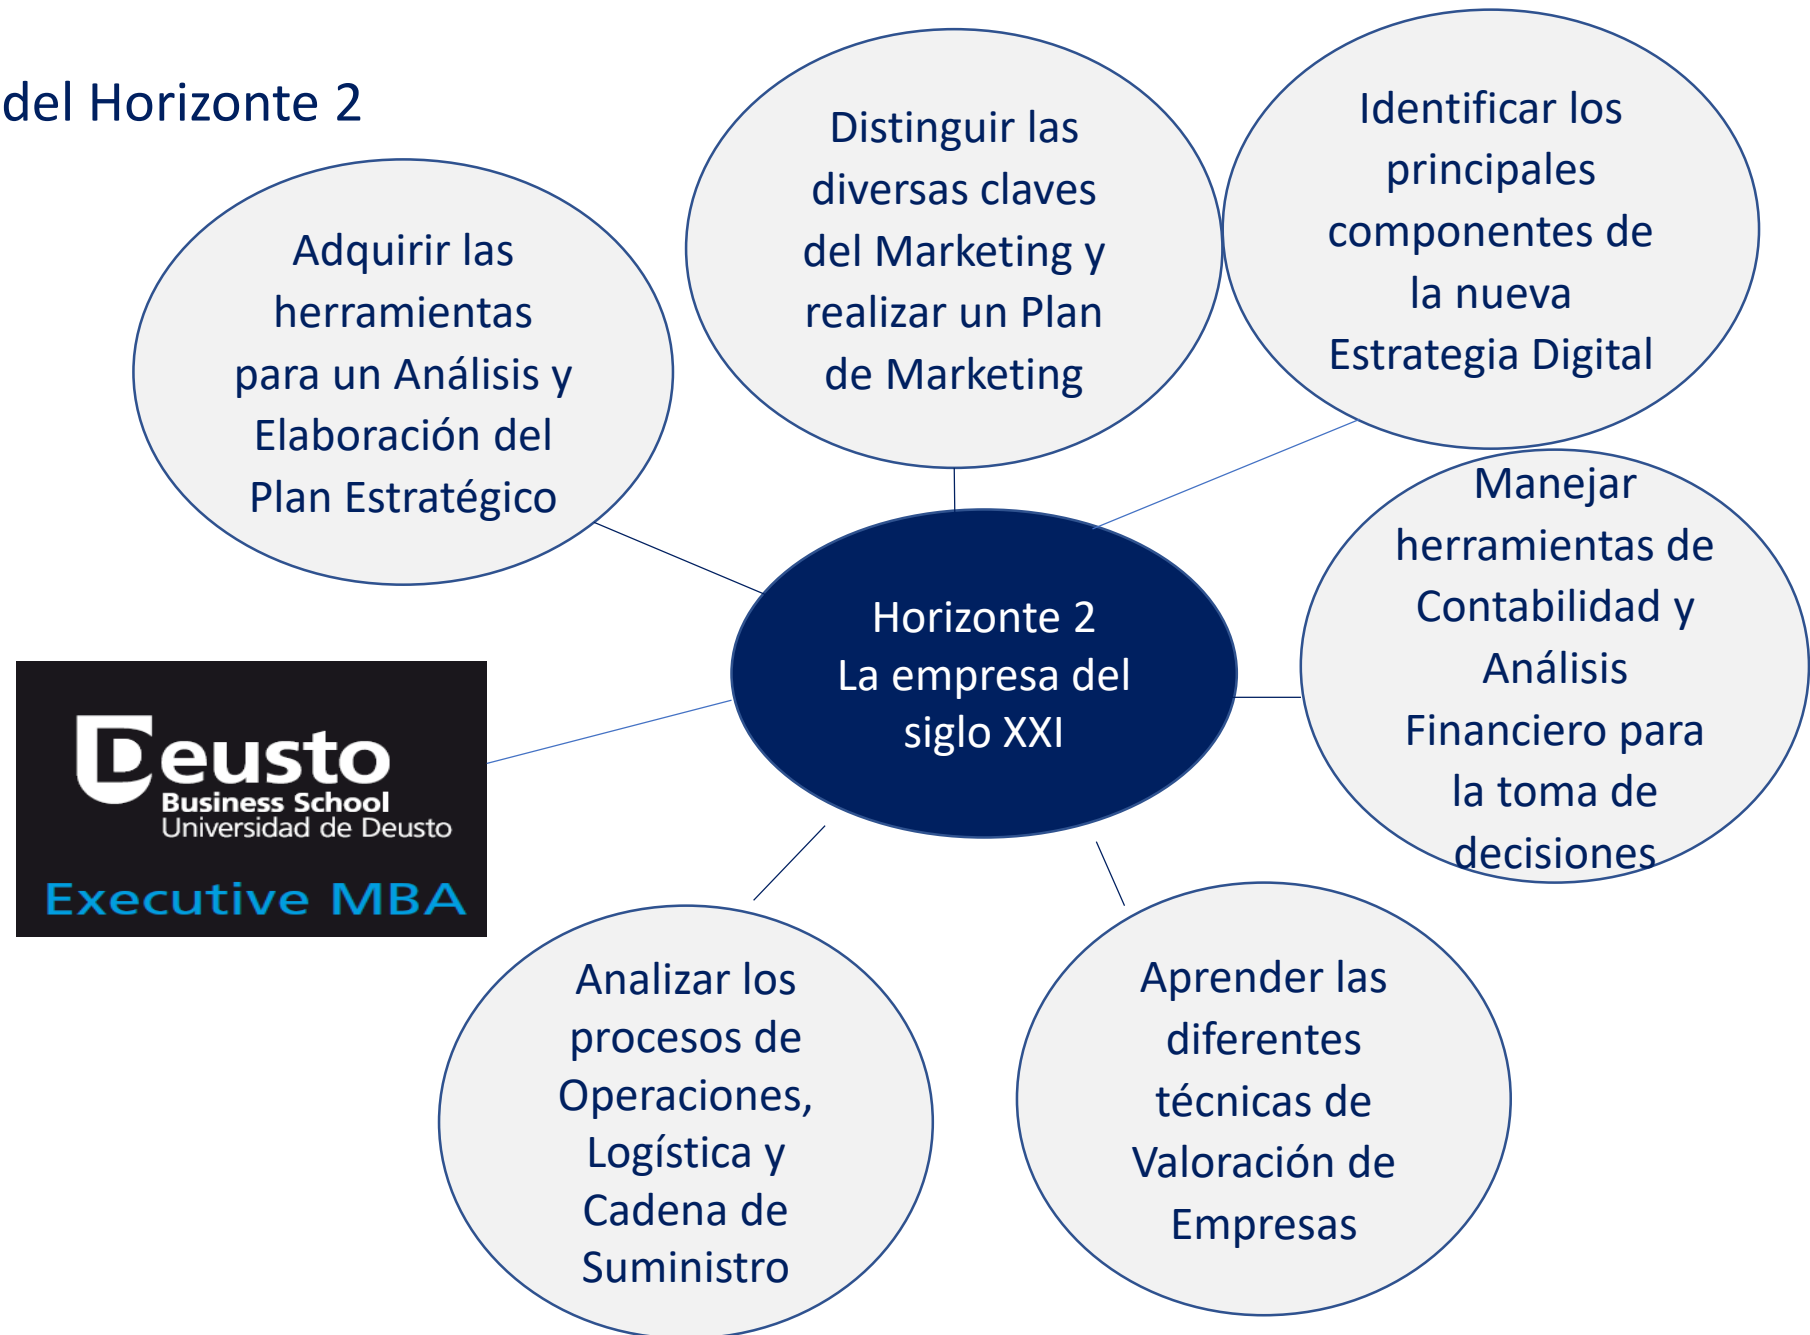 del Horizonte 2
Adquirir las
herramientas
para un Análisis y
Elaboración del
Plan Estratégico
Distinguir las
diversas claves
del Marketing y
realizar un Plan
de Marketing
Identificar los
principales
componentes de
la nueva
Estrategia Digital
Manejar
herramientas de
Contabilidad y
Análisis
Financiero para
la toma de
decisiones
Horizonte 2
La empresa del
siglo XXI
Deusto
Business School
Universidad de Deusto
Executive MBA
Analizar los
procesos de
Operaciones,
Logística y
Cadena de
Suministro
Aprender las
diferentes
técnicas de
Valoración de
Empresas